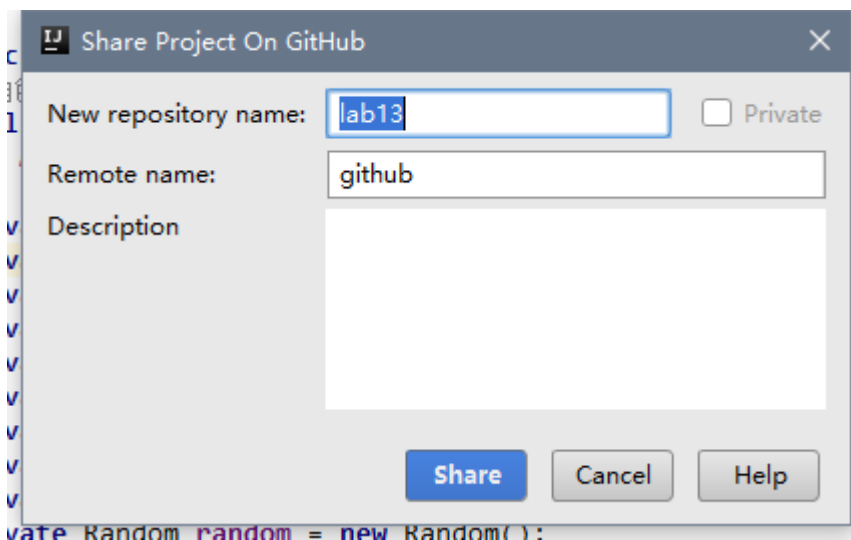 IJ Share Project On GitHub
New repository name: lab13 Private
Remote name: github
Description
Share Cancel Help
vate Random random = new Random();